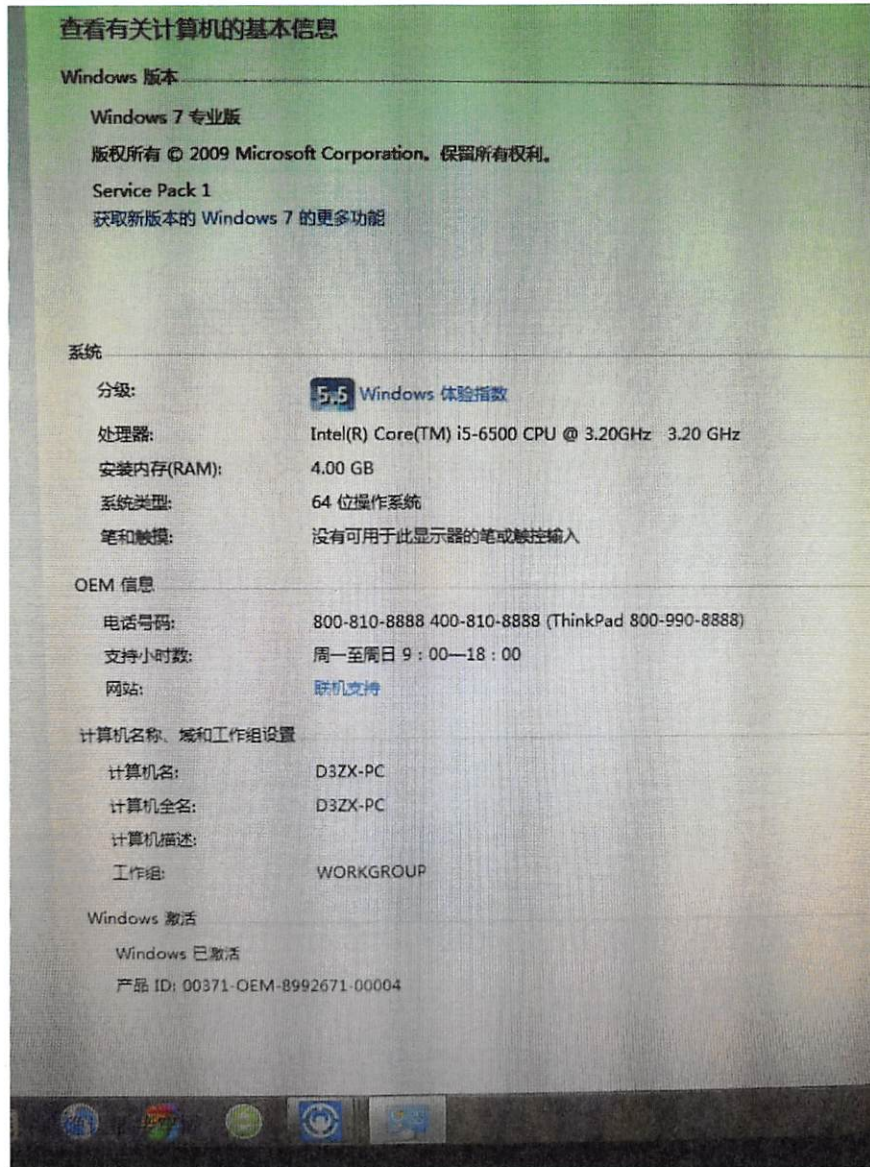 查看有关计算机的基本信息
Windows 版本
Windows 7 专业版
版权所有 © 2009 Microsoft Corporation。保留所有权利。
Service Pack 1
获取新版本的 Windows 7 的更多功能
系统
分级: 5.5 Windows 体验指数
处理器: Intel(R) Core(TM) i5-6500 CPU @ 3.20GHz 3.20 GHz
安装内存(RAM): 4.00 GB
系统类型: 64 位操作系统
笔和触摸: 没有可用于此显示器的笔或触控输入
OEM 信息
电话号码: 800-810-8888 400-810-8888 (ThinkPad 800-990-8888)
支持小时数: 周一至周日 9:00—18:00
网站: 联机支持
计算机名称、域和工作组设置
计算机名: D3ZX-PC
计算机全名: D3ZX-PC
计算机描述:
工作组: WORKGROUP
Windows 激活
Windows 已激活
产品 ID: 00371-OEM-8992671-00004